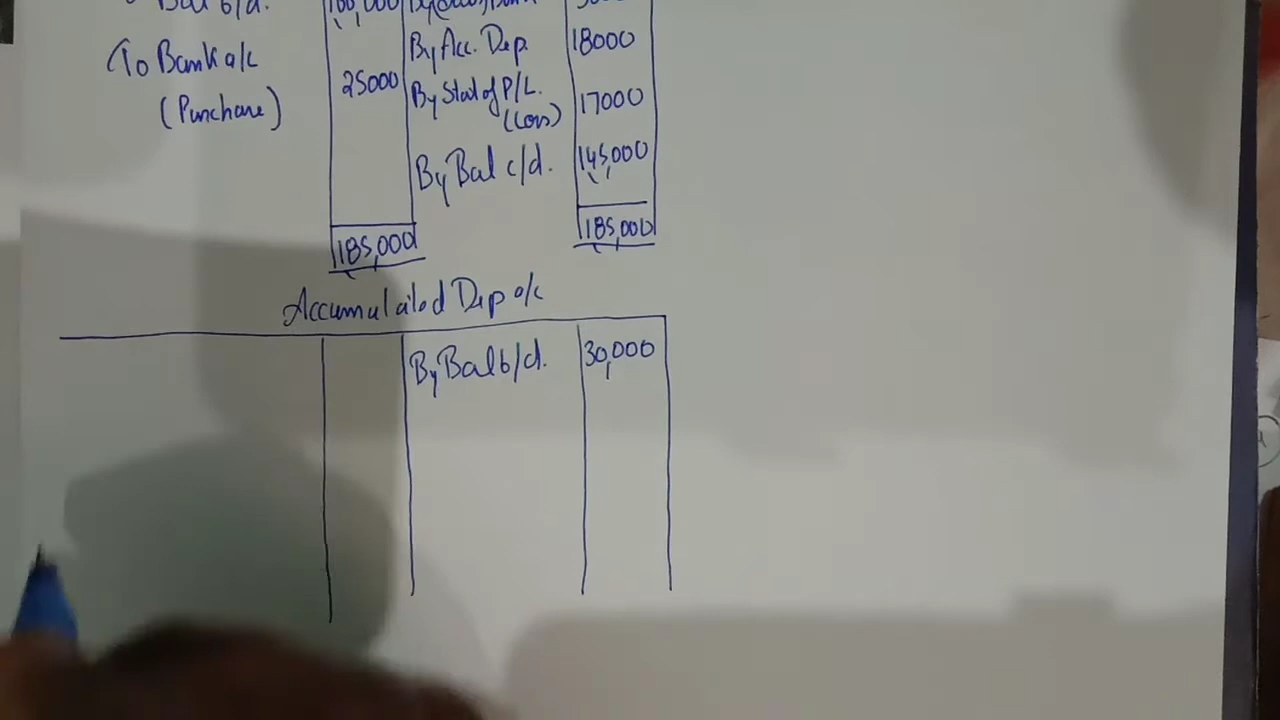 Bal b/d.
(To Bank a/c 25000
(Purchase)
By Acc. Dep. 18000
By Stat of P/L. 17000
(Loss)
By Bal c/d. 145,000
185,000 185,000
Accumulated Dep a/c
By Bal b/d. 30,000